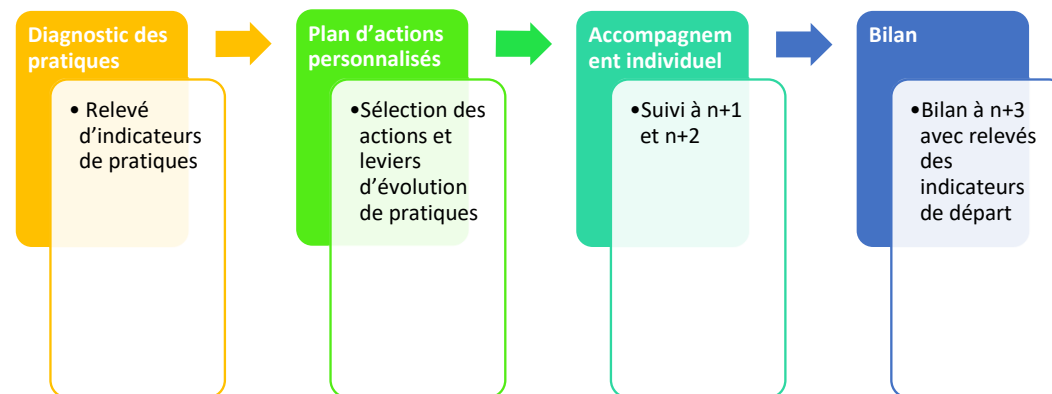 Diagnostic des
pratiques
• Relevé
d'indicateurs
de pratiques
Plan d'actions
personnalisés
•Sélection des
actions et
leviers
d'évolution
de pratiques
Accompagnem
ent individuel
•Suivi à n+1
et n+2
Bilan
•Bilan à n+3
avec relevés
des
indicateurs
de départ